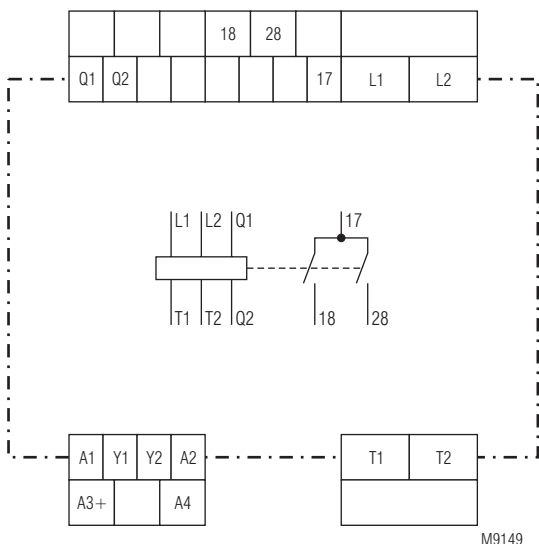 18 28
Q1 Q2 17 L1 L2
L1 L2 Q1 17
T1 T2 Q2 18 28
A1 Y1 Y2 A2 T1 T2
A3+ A4
M9149